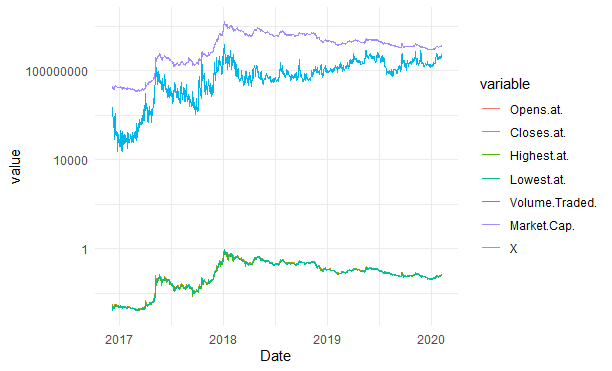 100000000
10000
1
value
2017 2018 2019 2020
Date
variable
Opens.at.
Closes.at.
Highest.at.
Lowest.at.
Volume.Traded.
Market.Cap.
X